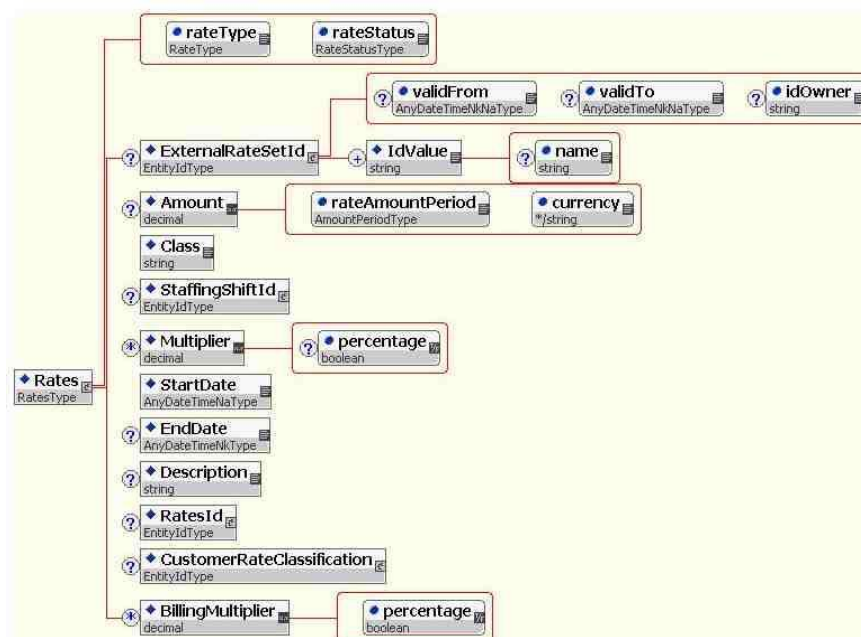 rateType
RateType
rateStatus
RateStatusType
validFrom
AnyDateTimeNkNaType
validTo
AnyDateTimeNkNaType
idOwner
string
ExternalRateSetId
EntityIdType
IdValue
string
name
string
Amount
decimal
rateAmountPeriod
AmountPeriodType
currency
*/string
Class
string
StaffingShiftId
EntityIdType
Multiplier
decimal
percentage
boolean
Rates
RatesType
StartDate
AnyDateTimeNaType
EndDate
AnyDateTimeNkType
Description
string
RatesId
EntityIdType
CustomerRateClassification
EntityIdType
BillingMultiplier
decimal
percentage
boolean